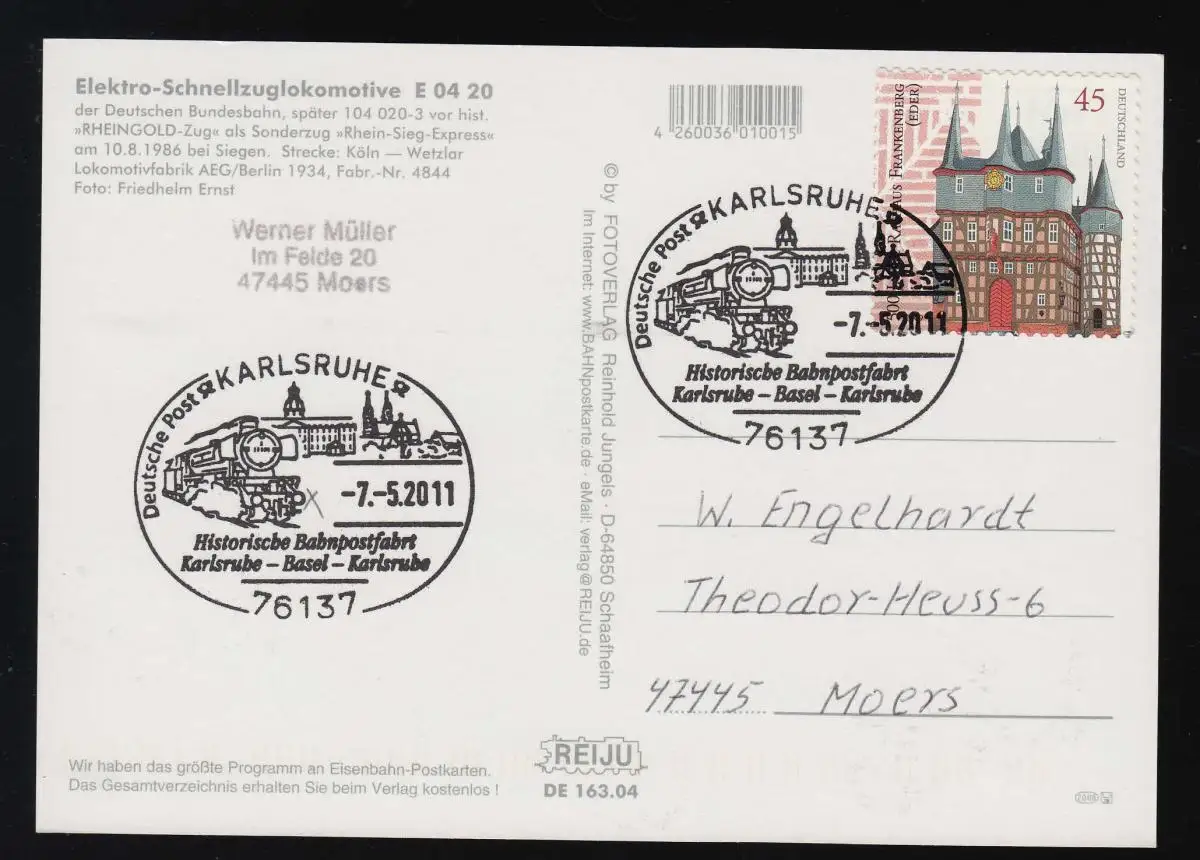 Elektro-Schnellzuglokomotive E 04 20
der Deutschen Bundesbahn, später 104 020-3 vor hist.
»RHEINGOLD-Zug« als Sonderzug »Rhein-Sieg-Express«
am 10.8.1986 bei Siegen. Strecke: Köln — Wetzlar
Lokomotivfabrik AEG/Berlin 1934, Fabr.-Nr. 4844
Foto: Friedhelm Ernst
Werner Müller
Im Felde 20
47445 Moers
Deutsche Post KARLSRUHE
-7.-5.2011
Historische Bahnpostfahrt
Karlsruhe – Basel – Karlsruhe
76137
Wir haben das größte Programm an Eisenbahn-Postkarten.
Das Gesamtverzeichnis erhalten Sie beim Verlag kostenlos !
4 260036 010015
© by FOTOVERLAG Reinhold Jungels · D-64850 Schaafheim
Im Internet: www.BAHNpostkarte.de · eMail: verlag@REIJU.de
REIJU
DE 163.04
FRANKENBERG
(EDER)
45
DEUTSCHLAND
Deutsche Post KARLSRUHE
-7.-5.2011
Historische Bahnpostfahrt
Karlsruhe – Basel – Karlsruhe
76137
W. Engelhardt
Theodor-Heuss-6
47445 Moers